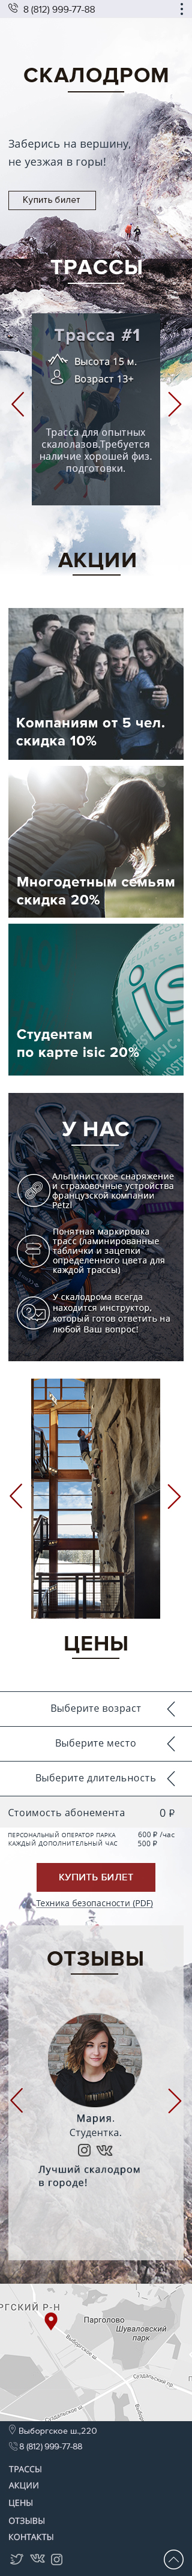 8 (812) 999-77-88
СКАЛОДРОМ
Заберись на вершину,
не уезжая в горы!
Купить билет
ТРАССЫ
Трасса #1
Высота 15 м.
Возраст 13+
Трасса для опытных
скалолазов.Требуется
наличие хорошей физ.
подготовки.
АКЦИИ
Компаниям от 5 чел.
скидка 10%
Многодетным семьям
скидка 20%
Студентам
по карте isic 20%
У НАС
Альпинистское снаряжение
и страховочные устройства
французской компании
Petzl
Понятная маркировка
трасс (ламинированные
таблички и зацепки
определенного цвета для
каждой трассы)
У скалодрома всегда
находится инструктор,
который готов ответить на
любой Ваш вопрос!
ЦЕНЫ
Выберите возраст
Выберите место
Выберите длительность
Стоимость абонемента 0 ₽
ПЕРСОНАЛЬНЫЙ ОПЕРАТОР ПАРКА 600 ₽ /час
КАЖДЫЙ ДОПОЛНИТЕЛЬНЫЙ ЧАС 500 ₽
КУПИТЬ БИЛЕТ
Техника безопасности (PDF)
ОТЗЫВЫ
Мария.
Студентка.
Лучший скалодром
в городе!
РГСКИЙ Р-Н
Парголово
Шуваловский
парк
Выборгское ш.
Суздальский пр.
Выборгское ш.,220
8 (812) 999-77-88
ТРАССЫ
АКЦИИ
ЦЕНЫ
ОТЗЫВЫ
КОНТАКТЫ